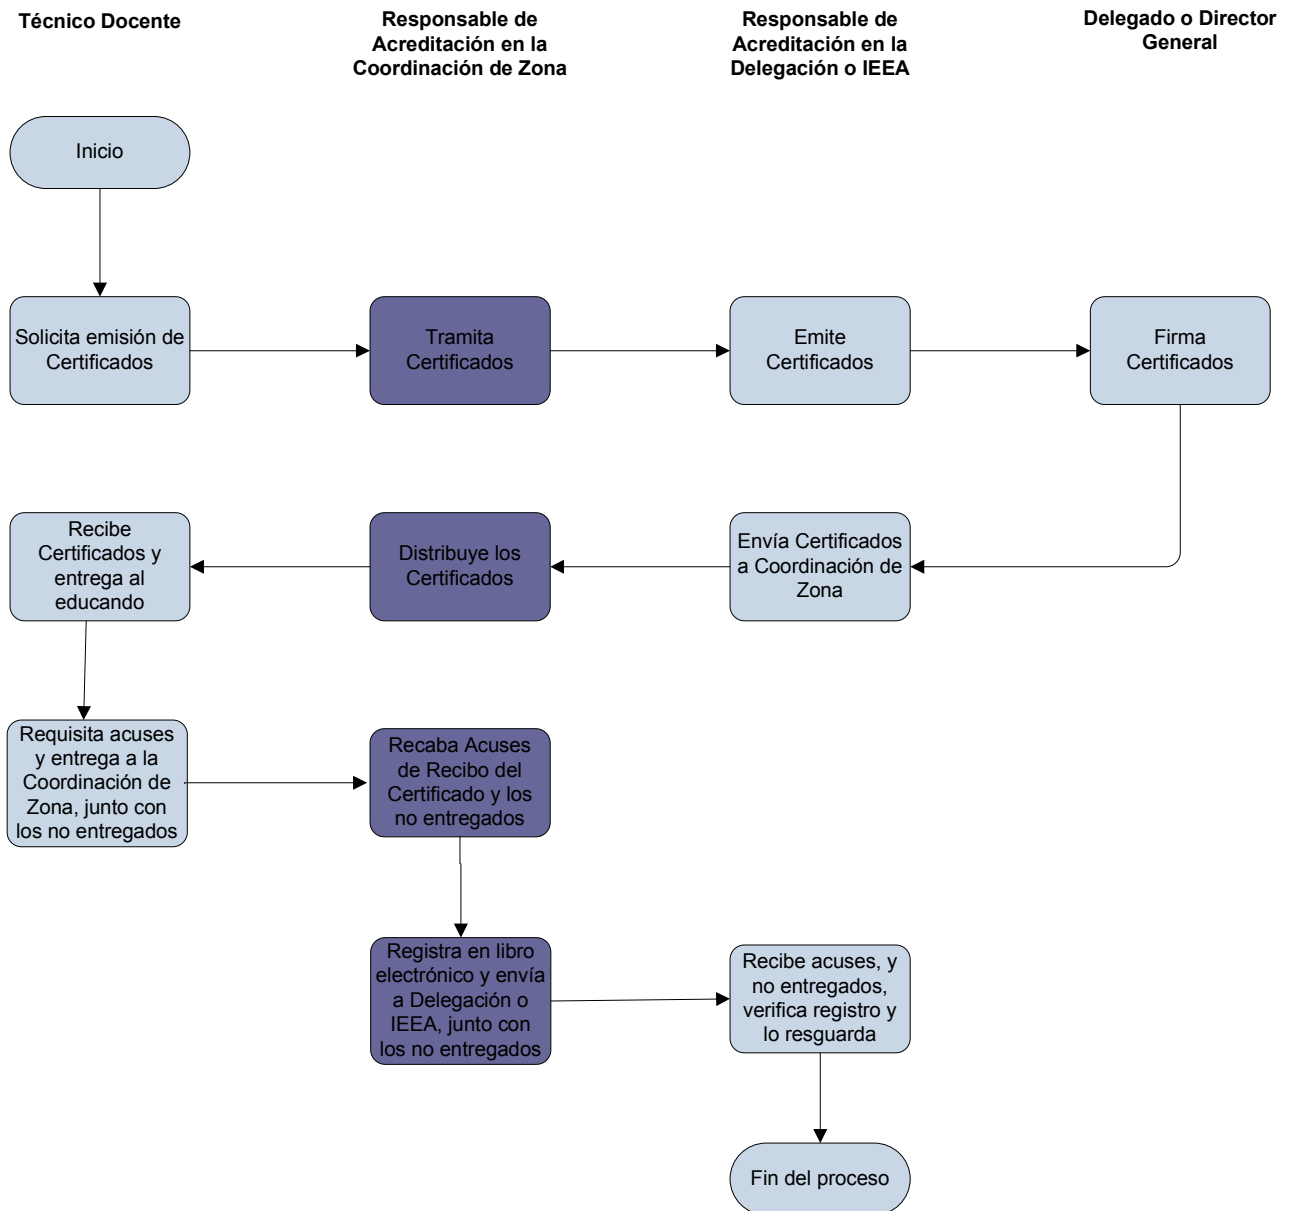 Técnico Docente
Responsable de
Acreditación en la
Coordinación de Zona
Responsable de
Acreditación en la
Delegación o IEEA
Delegado o Director
General
Inicio
Solicita emisión de
Certificados
Tramita
Certificados
Emite
Certificados
Firma
Certificados
Recibe
Certificados y
entrega al
educando
Distribuye los
Certificados
Envía Certificados
a Coordinación de
Zona
Requisita acuses
y entrega a la
Coordinación de
Zona, junto con
los no entregados
Recaba Acuses
de Recibo del
Certificado y los
no entregados
Registra en libro
electrónico y envía
a Delegación o
IEEA, junto con
los no entregados
Recibe acuses, y
no entregados,
verifica registro y
lo resguarda
Fin del proceso